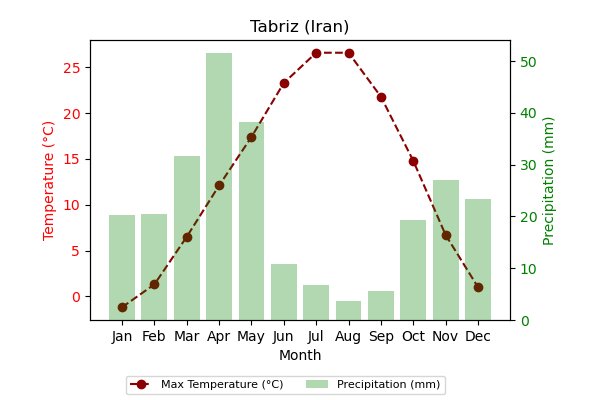 Tabriz (Iran)
Temperature (°C)
25
20
15
10
5
0
50
40
30
20
10
0
Precipitation (mm)
Jan Feb Mar Apr May Jun Jul Aug Sep Oct Nov Dec
Month
Max Temperature (°C) Precipitation (mm)